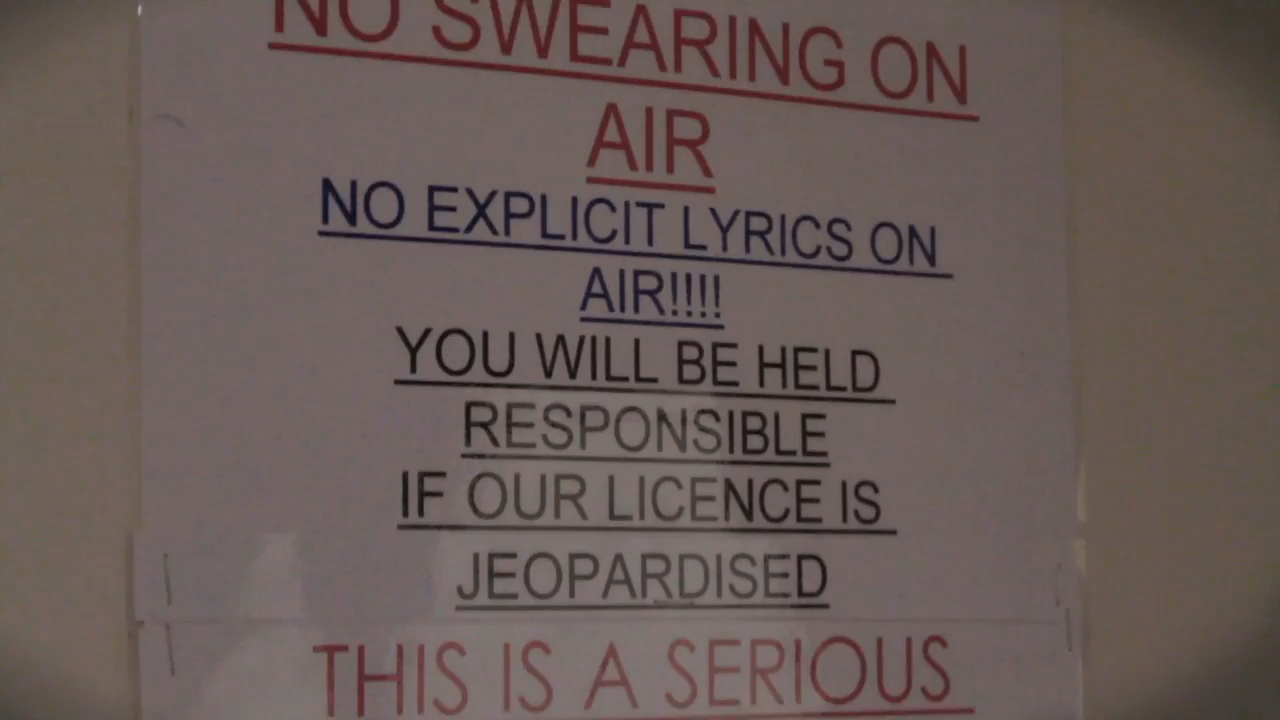 NO SWEARING ON
AIR
NO EXPLICIT LYRICS ON
AIR!!!!
YOU WILL BE HELD
RESPONSIBLE
IF OUR LICENCE IS
JEOPARDISED
THIS IS A SERIOUS